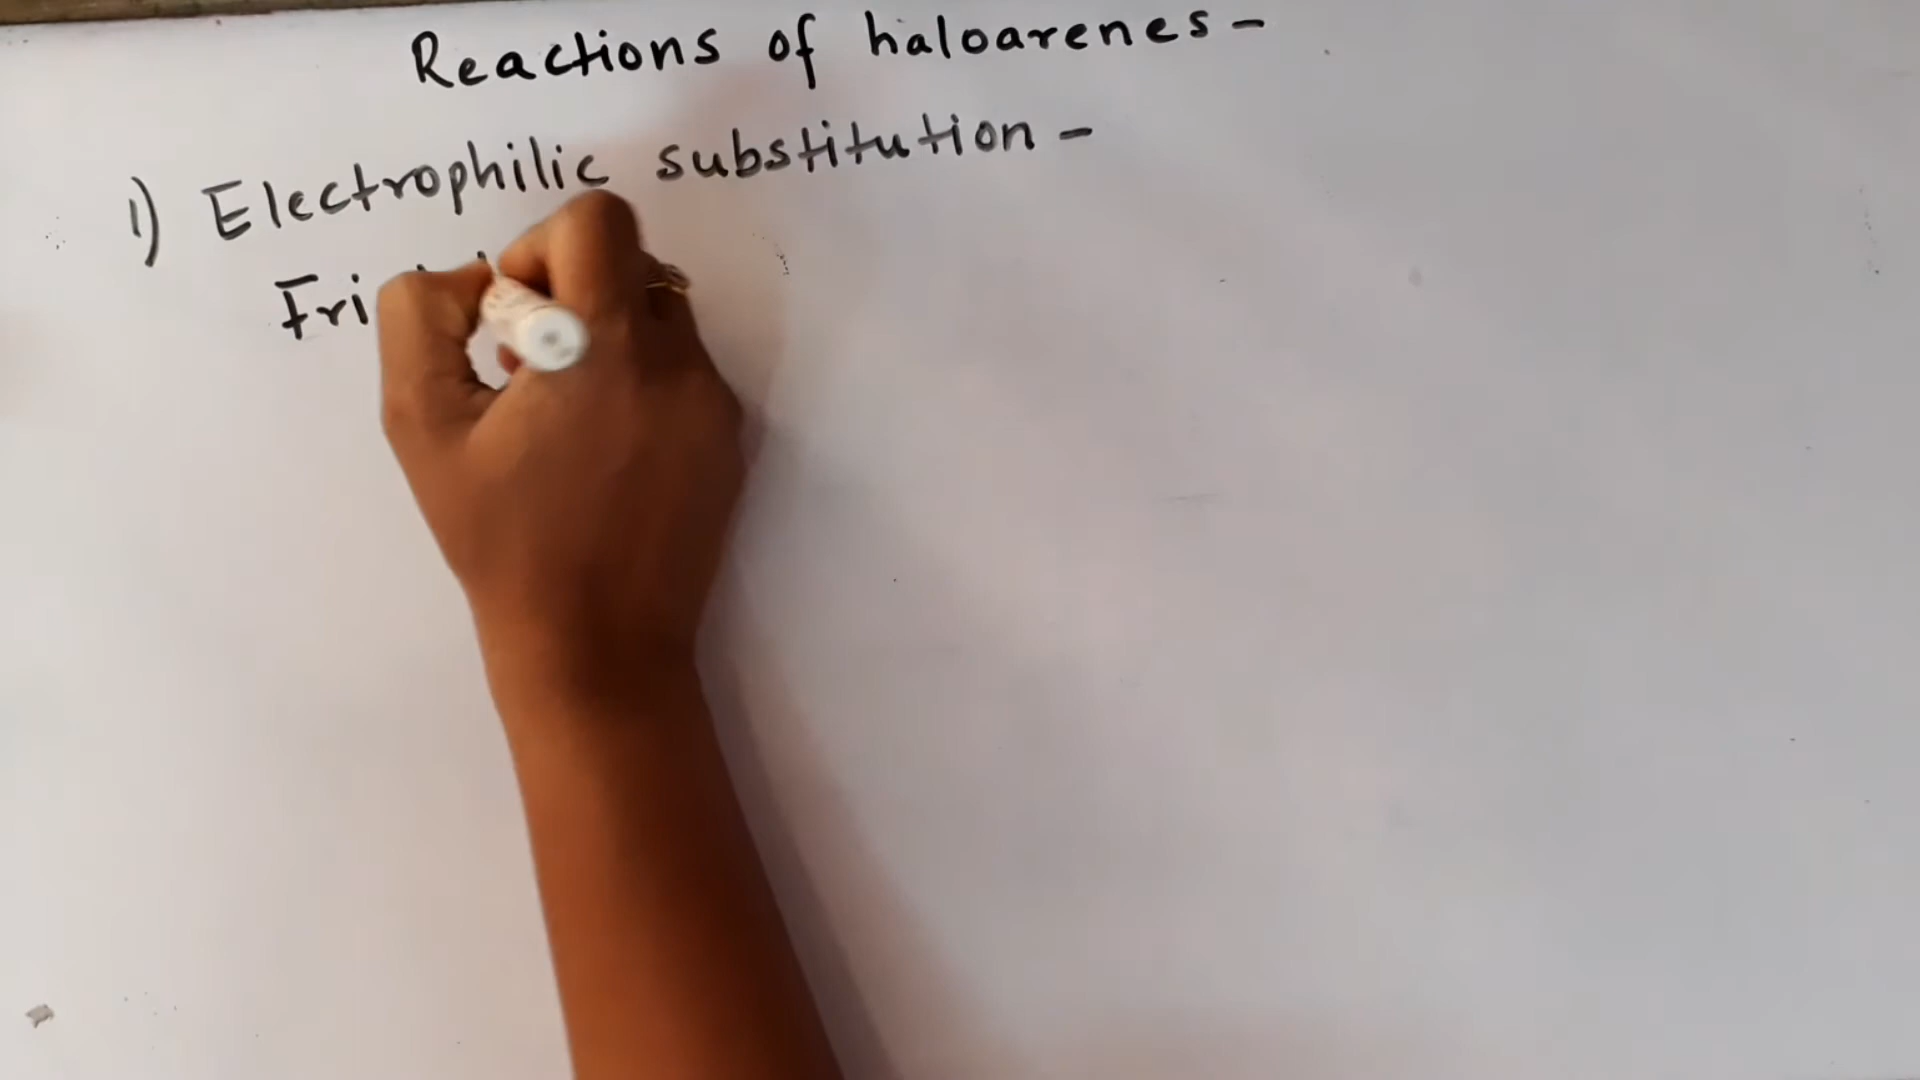 Reactions of haloarenes -
1) Electrophilic substitution -
Fri